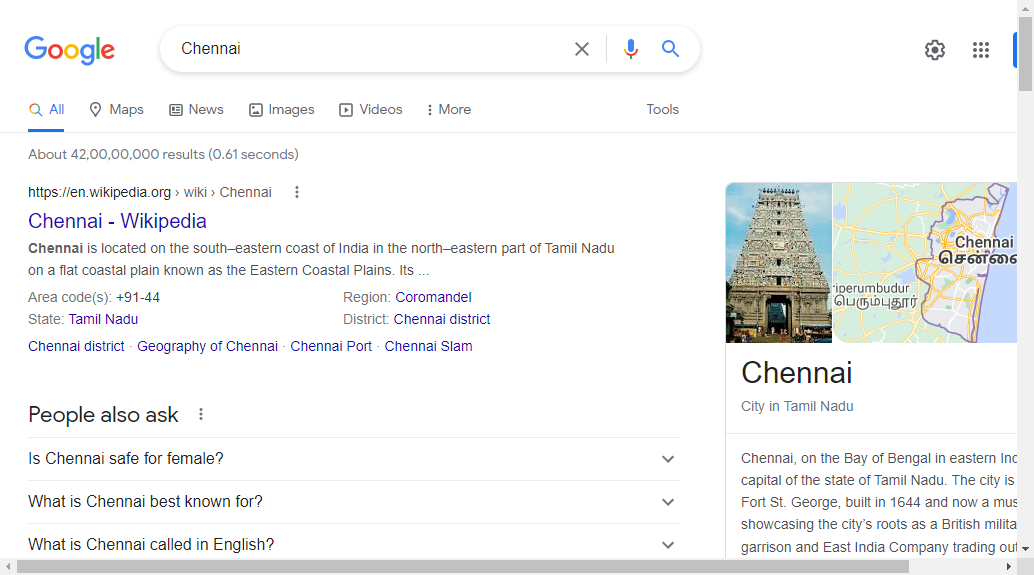 Google
Chennai
All Maps News Images Videos More Tools
About 42,00,00,000 results (0.61 seconds)
https://en.wikipedia.org › wiki › Chennai
Chennai - Wikipedia
Chennai is located on the south–eastern coast of India in the north–eastern part of Tamil Nadu
on a flat coastal plain known as the Eastern Coastal Plains. Its ...
Area code(s): +91-44 Region: Coromandel
State: Tamil Nadu District: Chennai district
Chennai district · Geography of Chennai · Chennai Port · Chennai Slam
People also ask
Is Chennai safe for female?
What is Chennai best known for?
What is Chennai called in English?
Chennai
சென்னை
iperumbudur
பெரும்பூதூர்
Chennai
City in Tamil Nadu
Chennai, on the Bay of Bengal in eastern
capital of the state of Tamil Nadu. The city is
Fort St. George, built in 1644 and now a
showcasing the city's roots as a British
garrison and East India Company trading